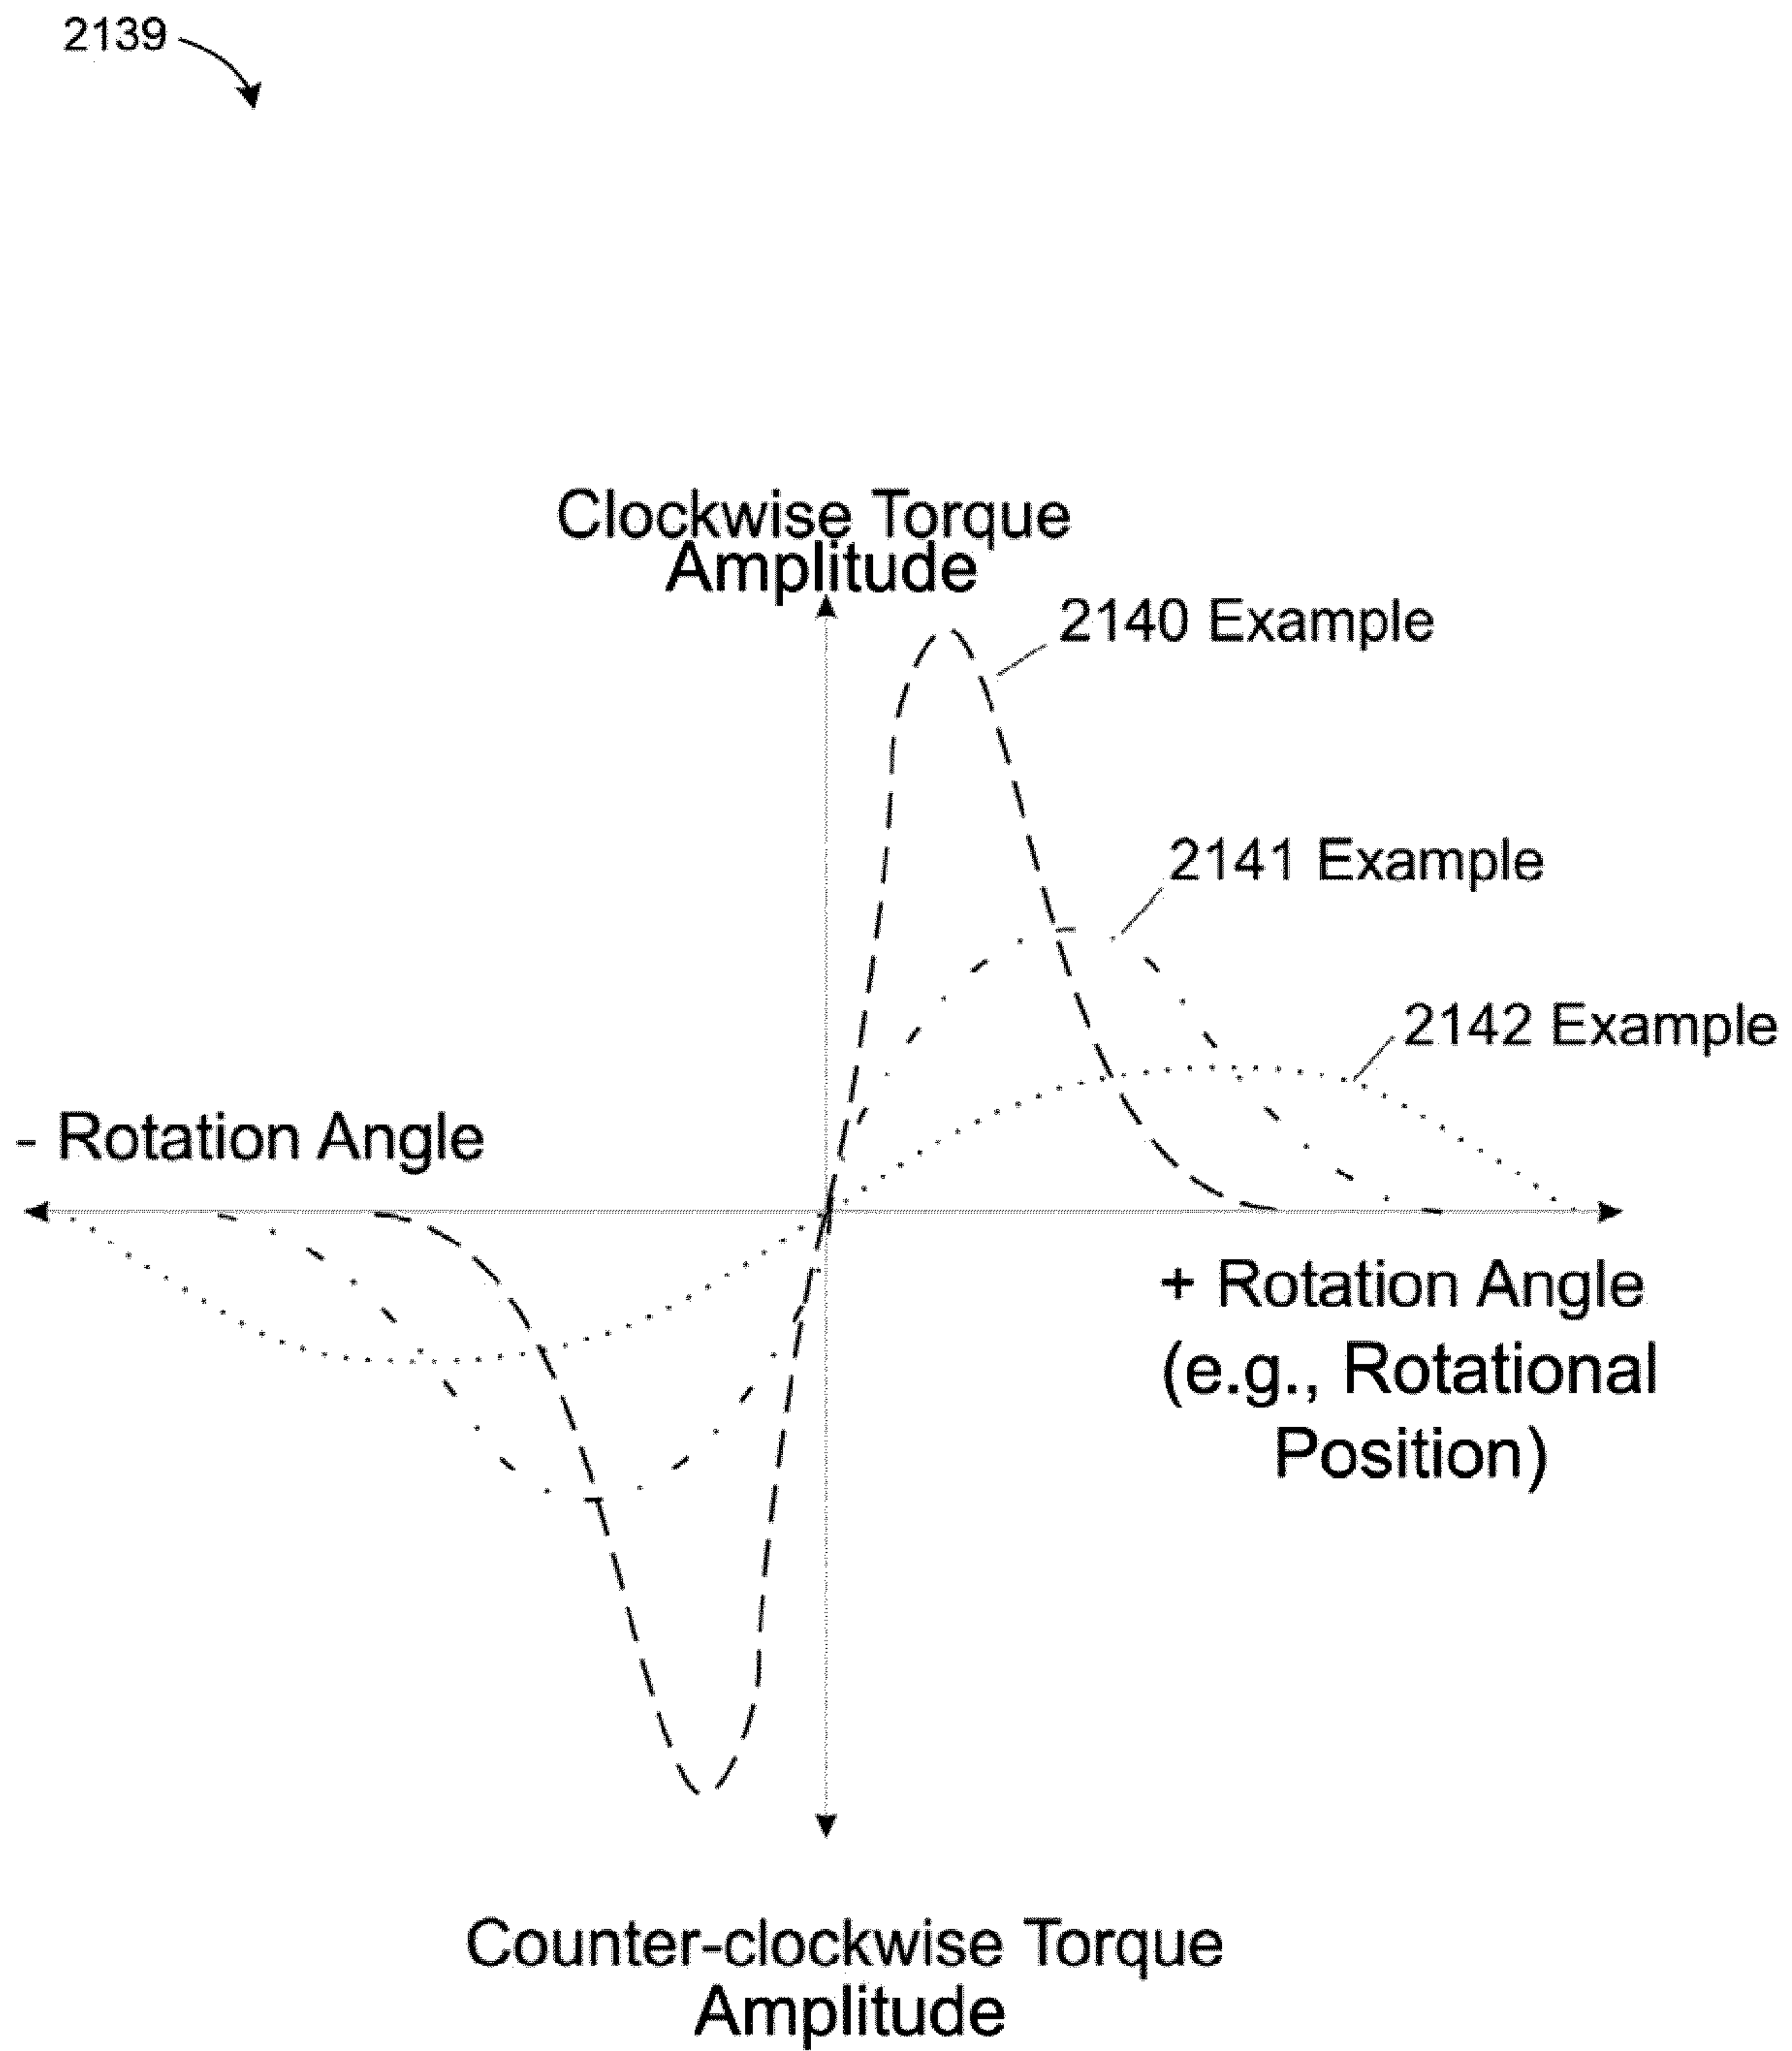 2139
Clockwise Torque
Amplitude
2140 Example
2141 Example
2142 Example
- Rotation Angle
+ Rotation Angle
(e.g., Rotational
Position)
Counter-clockwise Torque
Amplitude